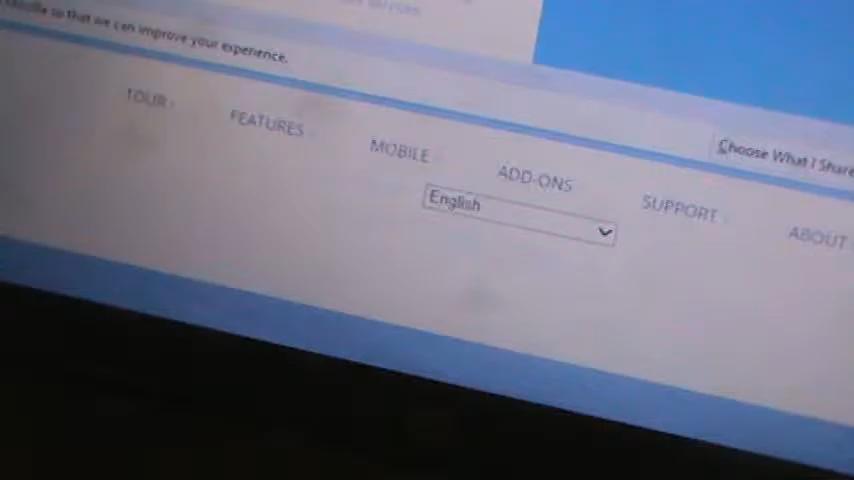 so that we can improve your experience.
Choose What I Share
TOUR
FEATURES
MOBILE
ADD-ONS
SUPPORT
ABOUT
English